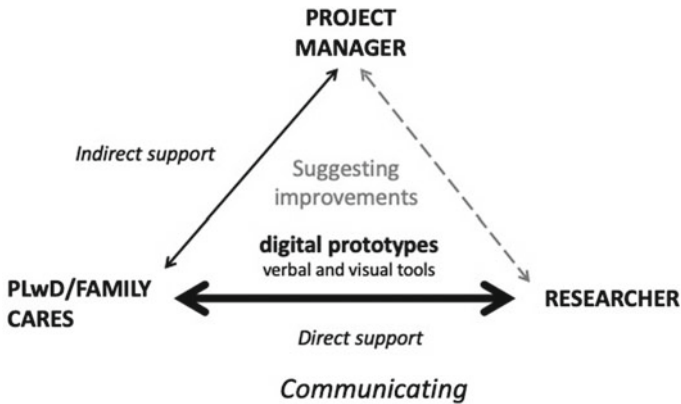 PROJECT
MANAGER
Indirect support
Suggesting
improvements
digital prototypes
verbal and visual tools
PLwD/FAMILY
CARES
RESEARCHER
Direct support
Communicating